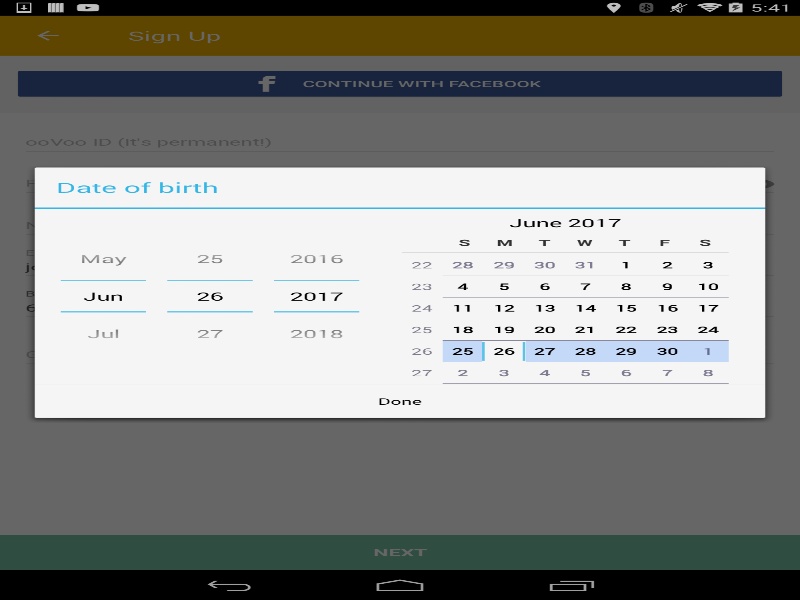 5:41
Sign Up
f CONTINUE WITH FACEBOOK
ooVoo ID (It's permanent!)
Date of birth
May 25 2016
Jun 26 2017
Jul 27 2018
June 2017
S M T W T F S
22 28 29 30 31 1 2 3
23 4 5 6 7 8 9 10
24 11 12 13 14 15 16 17
25 18 19 20 21 22 23 24
26 25 26 27 28 29 30 1
27 2 3 4 5 6 7 8
Done
NEXT